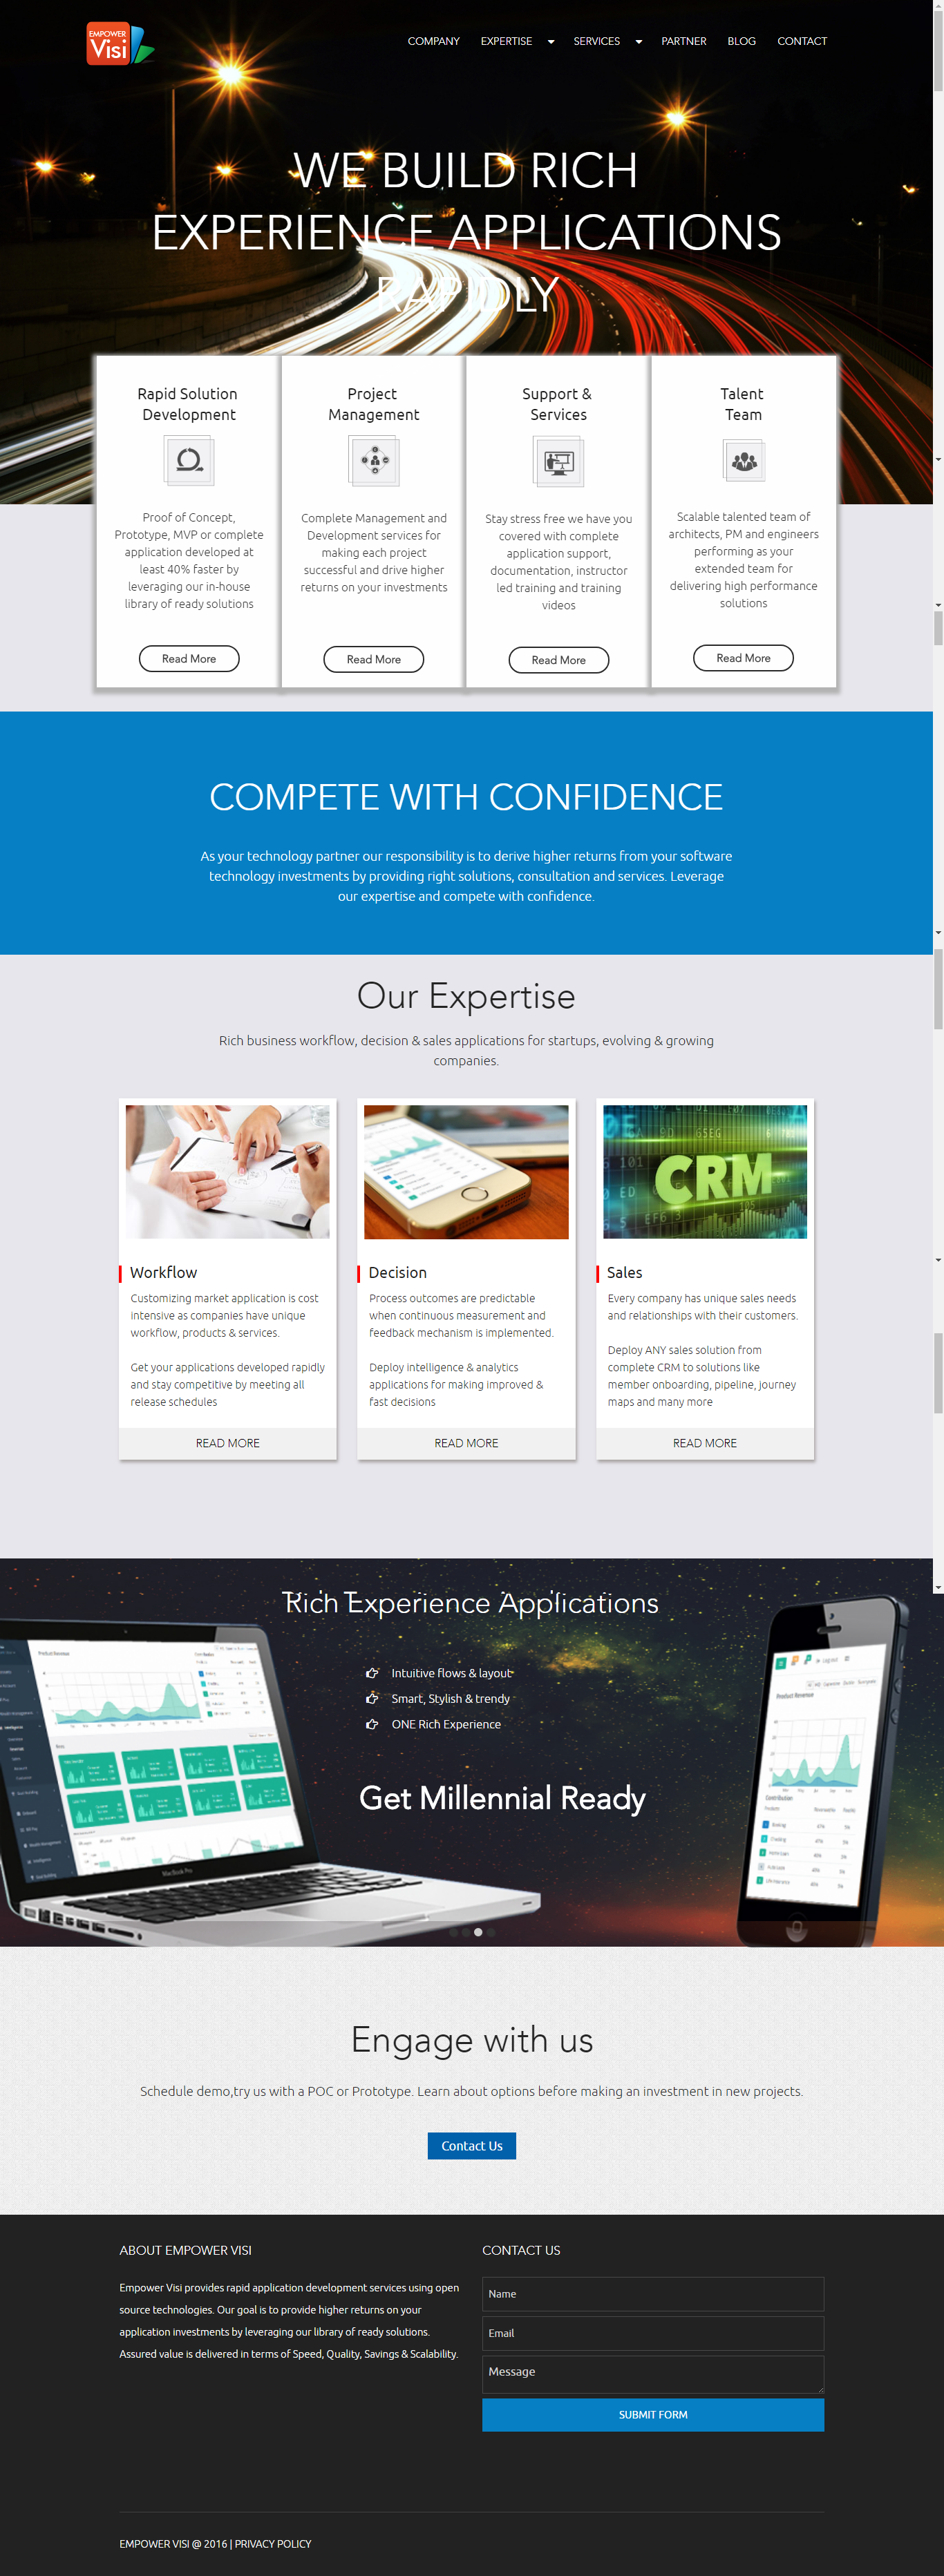 EMPOWER
Visi
COMPANY EXPERTISE SERVICES PARTNER BLOG CONTACT
WE BUILD RICH
EXPERIENCE APPLICATIONS
RAPIDLY
Rapid Solution
Development
Proof of Concept,
Prototype, MVP or complete
application developed at
least 40% faster by
leveraging our in-house
library of ready solutions
Read More
Project
Management
Complete Management and
Development services for
making each project
successful and drive higher
returns on your investments
Read More
Support &
Services
Stay stress free we have you
covered with complete
application support,
documentation, instructor
led training and training
videos
Read More
Talent
Team
Scalable talented team of
architects, PM and engineers
performing as your
extended team for
delivering high performance
solutions
Read More
COMPETE WITH CONFIDENCE
As your technology partner our responsibility is to derive higher returns from your software
technology investments by providing right solutions, consultation and services. Leverage
our expertise and compete with confidence.
Our Expertise
Rich business workflow, decision & sales applications for startups, evolving & growing
companies.
Workflow
Customizing market application is cost
intensive as companies have unique
workflow, products & services.
Get your applications developed rapidly
and stay competitive by meeting all
release schedules
READ MORE
Decision
Process outcomes are predictable
when continuous measurement and
feedback mechanism is implemented.
Deploy intelligence & analytics
applications for making improved &
fast decisions
READ MORE
CRM
Sales
Every company has unique sales needs
and relationships with their customers.
Deploy ANY sales solution from
complete CRM to solutions like
member onboarding, pipeline, journey
maps and many more
READ MORE
Rich Experience Applications
Intuitive flows & layout
Smart, Stylish & trendy
ONE Rich Experience
Get Millennial Ready
Product Revenue
MacBook Pro
Product Revenue
Contribution
Engage with us
Schedule demo,try us with a POC or Prototype. Learn about options before making an investment in new projects.
Contact Us
ABOUT EMPOWER VISI
Empower Visi provides rapid application development services using open
source technologies. Our goal is to provide higher returns on your
application investments by leveraging our library of ready solutions.
Assured value is delivered in terms of Speed, Quality, Savings & Scalability.
CONTACT US
Name
Email
Message
SUBMIT FORM
EMPOWER VISI @ 2016 | PRIVACY POLICY